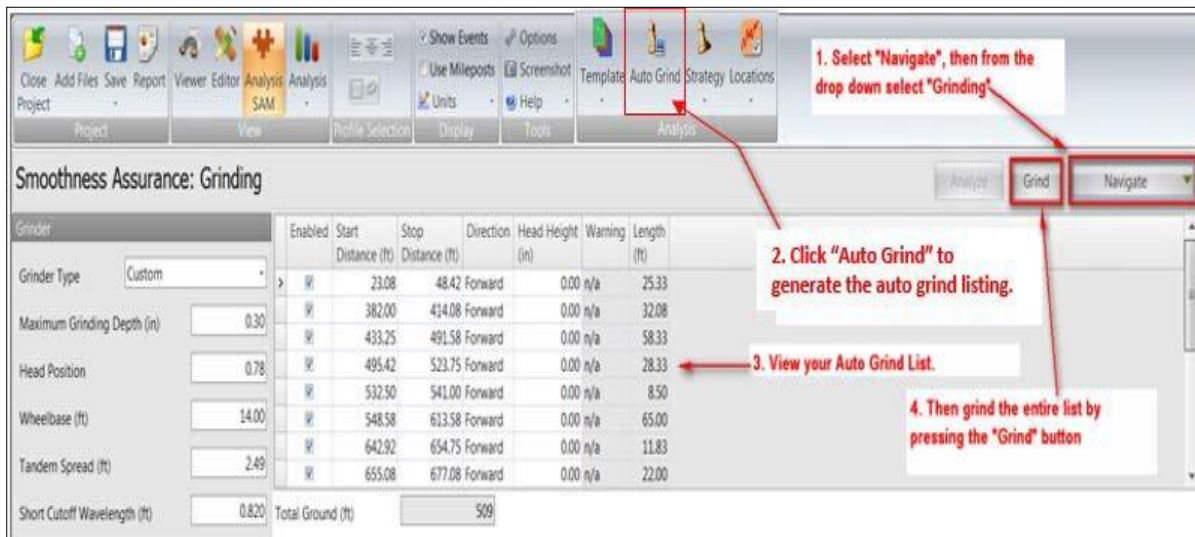 Close Project
Add Files
Save
Report
Viewer
Editor
Analysis SAM
Analysis
Show Events
Use Mileposts
Units
Options
Screenshot
Help
Template
Auto Grind
Strategy
Locations
Project
View
Profile Selection
Display
Tools
Analysis
1. Select "Navigate", then from the
drop down select "Grinding"
Smoothness Assurance: Grinding
Analyze
Grind
Navigate
Grinder
Grinder Type Custom
Maximum Grinding Depth (in) 0.30
Head Position 0.78
Wheelbase (ft) 14.00
Tandem Spread (ft) 2.49
Short Cutoff Wavelength (ft) 0.820
Enabled Start Distance (ft) Stop Distance (ft) Direction Head Height (in) Warning Length (ft)
23.08 48.42 Forward 0.00 n/a 25.33
382.00 414.08 Forward 0.00 n/a 32.08
433.25 491.58 Forward 0.00 n/a 58.33
495.42 523.75 Forward 0.00 n/a 28.33
532.50 541.00 Forward 0.00 n/a 8.50
548.58 613.58 Forward 0.00 n/a 65.00
642.92 654.75 Forward 0.00 n/a 11.83
655.08 677.08 Forward 0.00 n/a 22.00
Total Ground (ft) 509
2. Click “Auto Grind” to
generate the auto grind listing.
3. View your Auto Grind List.
4. Then grind the entire list by
pressing the "Grind" button